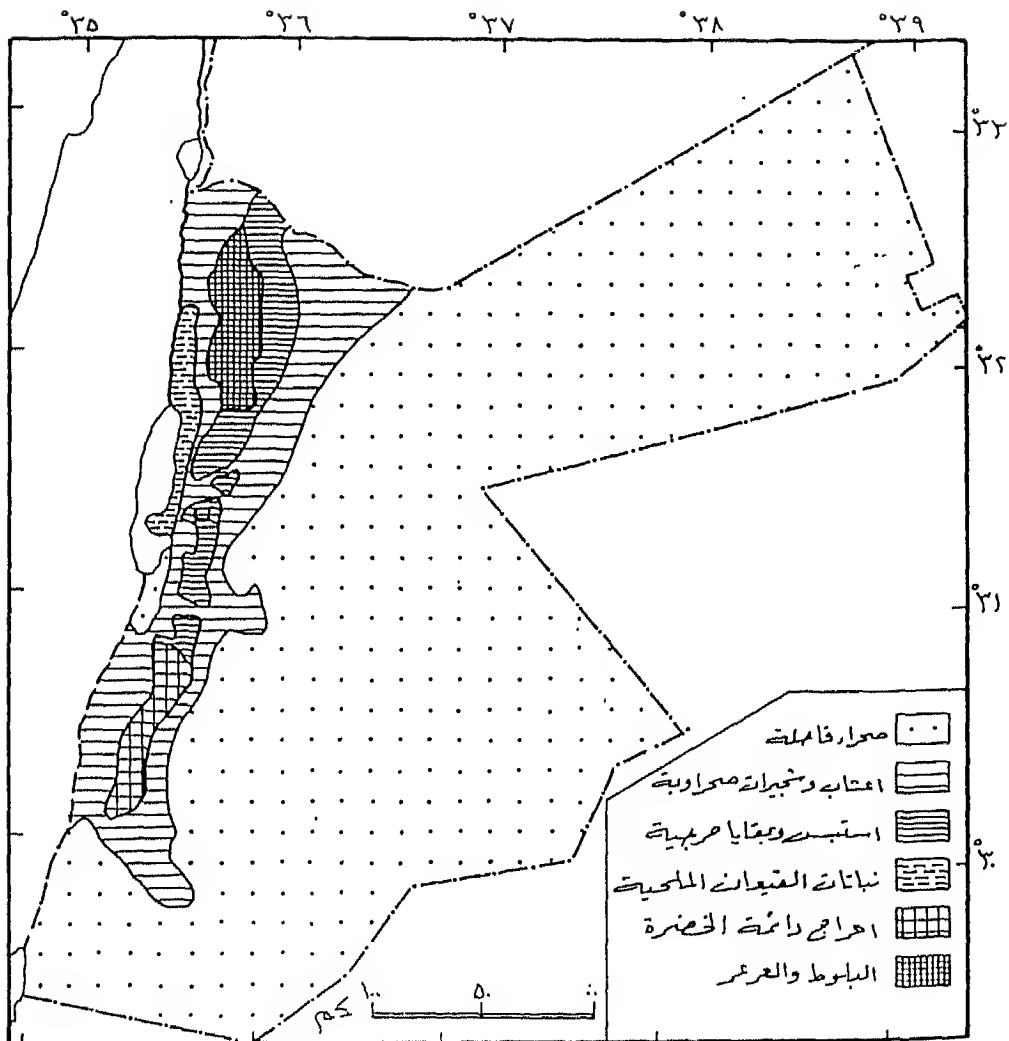 °٣٥ °٣٦ °٣٧ °٣٨ °٣٩
°٣٣
°٣٢
°٣١
°٣٠
صحراء قاحلة
اعشاب وشجيرات صحراوية
استبس وبقايا حرجية
نباتات القيعان الملحية
احراج دائمة الخضرة
البلوط والعرعر
١٠٠ ٥٠ ٠
كم